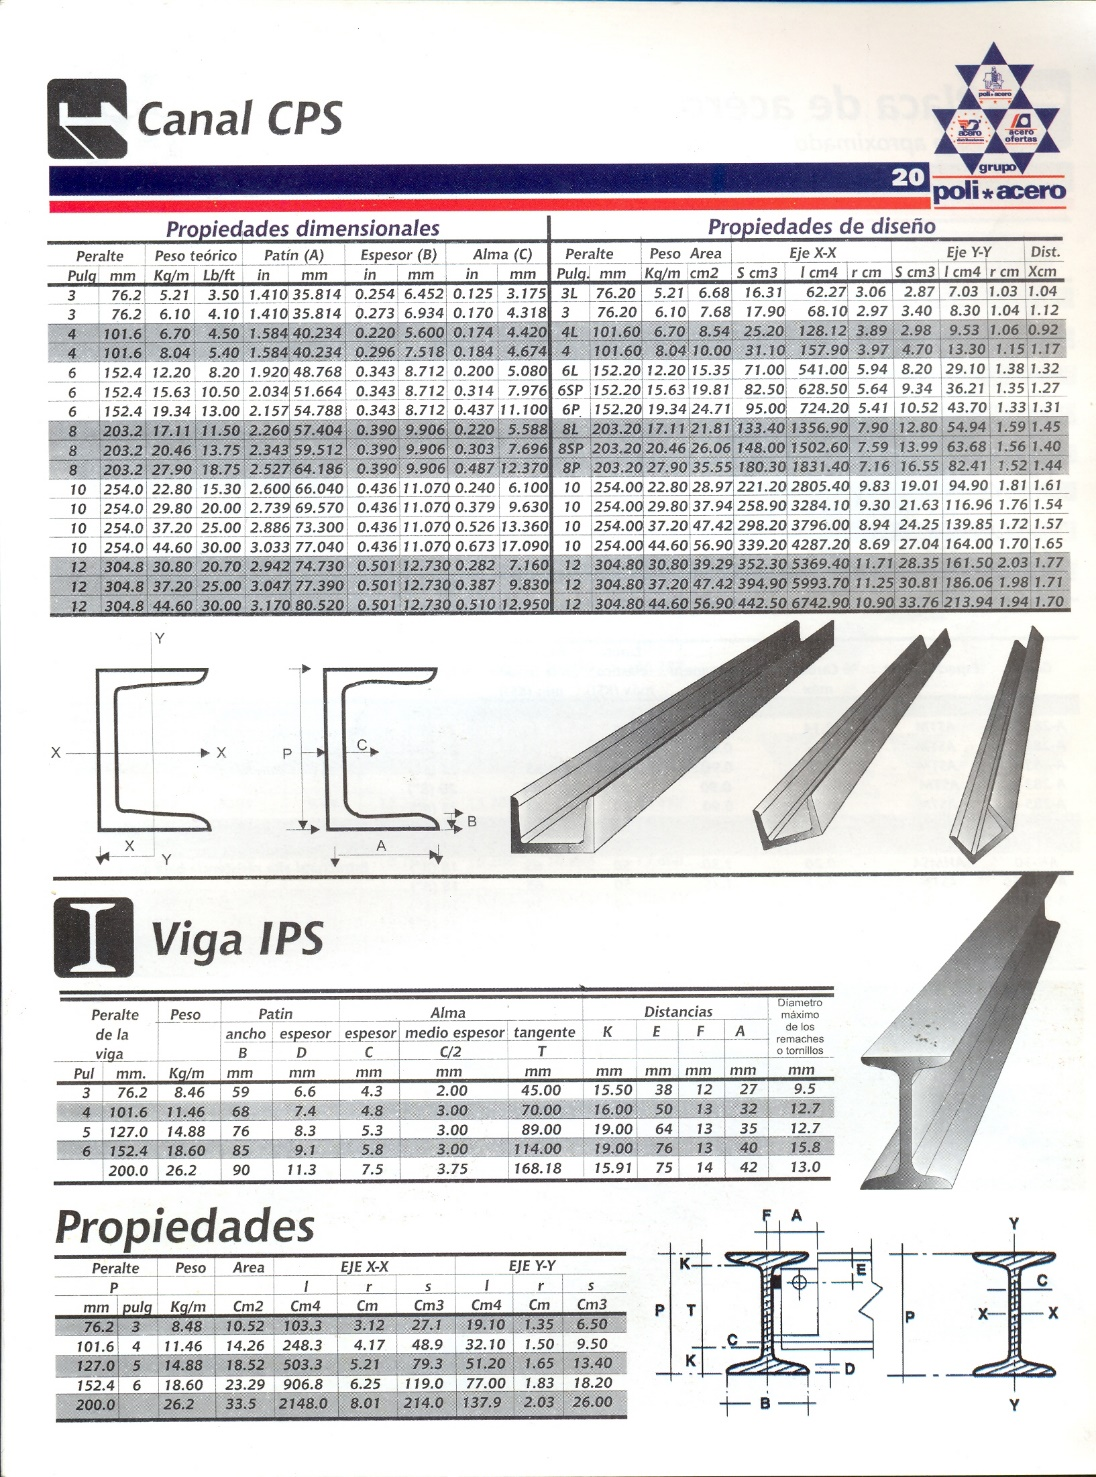 Canal CPS
poli*acero
acero
distribuciones
acero
ofertas
grupo
20
poli*acero
Propiedades dimensionales Propiedades de diseño
Peralte Peso teórico Patín (A) Espesor (B) Alma (C) Peralte Peso Area Eje X-X Eje Y-Y Dist.
Pulg mm Kg/m Lb/ft in mm in mm in mm Pulg. mm Kg/m cm2 S cm3 I cm4 r cm S cm3 I cm4 r cm Xcm
3 76.2 5.21 3.50 1.410 35.814 0.254 6.452 0.125 3.175 3L 76.20 5.21 6.68 16.31 62.27 3.06 2.87 7.03 1.03 1.04
3 76.2 6.10 4.10 1.410 35.814 0.273 6.934 0.170 4.318 3 76.20 6.10 7.68 17.90 68.10 2.97 3.40 8.30 1.04 1.12
4 101.6 6.70 4.50 1.584 40.234 0.220 5.600 0.174 4.420 4L 101.60 6.70 8.54 25.20 128.12 3.89 2.98 9.53 1.06 0.92
4 101.6 8.04 5.40 1.584 40.234 0.296 7.518 0.184 4.674 4 101.60 8.04 10.00 31.10 157.90 3.97 4.70 13.30 1.15 1.17
6 152.4 12.20 8.20 1.920 48.768 0.343 8.712 0.200 5.080 6L 152.20 12.20 15.35 71.00 541.00 5.94 8.20 29.10 1.38 1.32
6 152.4 15.63 10.50 2.034 51.664 0.343 8.712 0.314 7.976 6SP 152.20 15.63 19.81 82.50 628.50 5.64 9.34 36.21 1.35 1.27
6 152.4 19.34 13.00 2.157 54.788 0.343 8.712 0.437 11.100 6P 152.20 19.34 24.71 95.00 724.20 5.41 10.52 43.70 1.33 1.31
8 203.2 17.11 11.50 2.260 57.404 0.390 9.906 0.220 5.588 8L 203.20 17.11 21.81 133.40 1356.90 7.90 12.80 54.94 1.59 1.45
8 203.2 20.46 13.75 2.343 59.512 0.390 9.906 0.303 7.696 8SP 203.20 20.46 26.06 148.00 1502.60 7.59 13.99 63.68 1.56 1.40
8 203.2 27.90 18.75 2.527 64.186 0.390 9.906 0.487 12.370 8P 203.20 27.90 35.55 180.30 1831.40 7.16 16.55 82.41 1.52 1.44
10 254.0 22.80 15.30 2.600 66.040 0.436 11.070 0.240 6.100 10 254.00 22.80 28.97 221.20 2805.40 9.83 19.01 94.90 1.81 1.61
10 254.0 29.80 20.00 2.739 69.570 0.436 11.070 0.379 9.630 10 254.00 29.80 37.94 258.90 3284.10 9.30 21.63 116.96 1.76 1.54
10 254.0 37.20 25.00 2.886 73.300 0.436 11.070 0.526 13.360 10 254.00 37.20 47.42 298.20 3796.00 8.94 24.25 139.85 1.72 1.57
10 254.0 44.60 30.00 3.033 77.040 0.436 11.070 0.673 17.090 10 254.00 44.60 56.90 339.20 4287.20 8.69 27.04 164.00 1.70 1.65
12 304.8 30.80 20.70 2.942 74.730 0.501 12.730 0.282 7.160 12 304.80 30.80 39.29 352.30 5369.40 11.71 28.35 161.50 2.03 1.77
12 304.8 37.20 25.00 3.047 77.390 0.501 12.730 0.387 9.830 12 304.80 37.20 47.42 394.90 5993.70 11.25 30.81 186.06 1.98 1.71
12 304.8 44.60 30.00 3.170 80.520 0.501 12.730 0.510 12.950 12 304.80 44.60 56.90 442.50 6742.90 10.90 33.76 213.94 1.94 1.70
Y
X X P C
B
X A
Y
Viga IPS
Peralte de la viga Peso Patin Alma Distancias Diametro
máximo
de los
remaches
o tornillos
ancho espesor espesor medio espesor tangente K E F A
B D C C/2 T
Pul mm. Kg/m mm mm mm mm mm mm mm mm mm mm
3 76.2 8.46 59 6.6 4.3 2.00 45.00 15.50 38 12 27 9.5
4 101.6 11.46 68 7.4 4.8 3.00 70.00 16.00 50 13 32 12.7
5 127.0 14.88 76 8.3 5.3 3.00 89.00 19.00 64 13 35 12.7
6 152.4 18.60 85 9.1 5.8 3.00 114.00 19.00 76 13 40 15.8
200.0 26.2 90 11.3 7.5 3.75 168.18 15.91 75 14 42 13.0
Propiedades
Peralte Peso Area EJE X-X EJE Y-Y
P I r s I r s
mm pulg Kg/m Cm2 Cm4 Cm Cm3 Cm4 Cm Cm3
76.2 3 8.48 10.52 103.3 3.12 27.1 19.10 1.35 6.50
101.6 4 11.46 14.26 248.3 4.17 48.9 32.10 1.50 9.50
127.0 5 14.88 18.52 503.3 5.21 79.3 51.20 1.65 13.40
152.4 6 18.60 23.29 906.8 6.25 119.0 77.00 1.83 18.20
200.0 26.2 33.5 2148.0 8.01 214.0 137.9 2.03 26.00
F A Y
K E C
P T P X X
C
K D
B Y